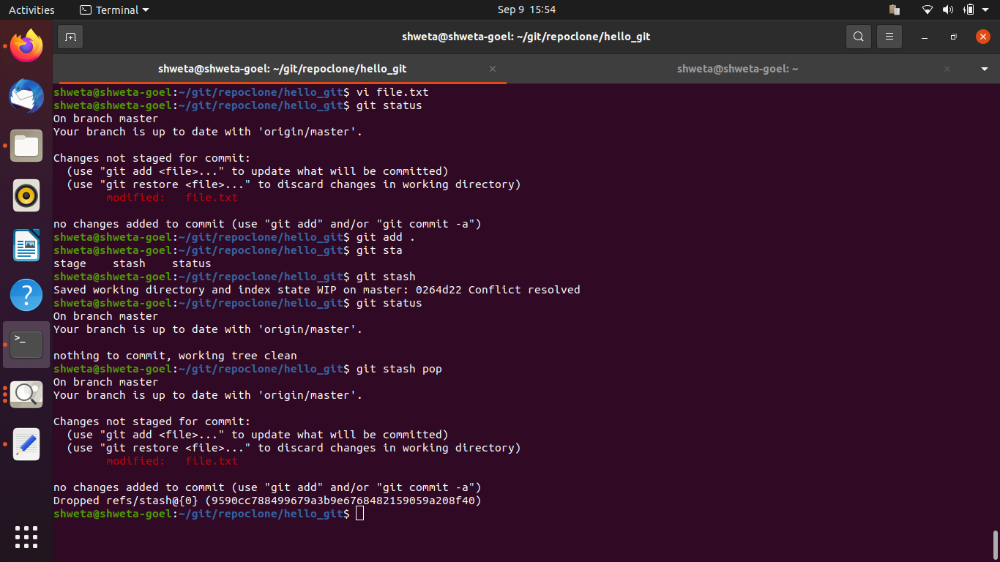 Activities
Terminal
Sep 9 15:54
shweta@shweta-goel: ~/git/repoclone/hello_git
shweta@shweta-goel: ~/git/repoclone/hello_git
shweta@shweta-goel: ~
shweta@shweta-goel:~/git/repoclone/hello_git$ vi file.txt
shweta@shweta-goel:~/git/repoclone/hello_git$ git status
On branch master
Your branch is up to date with 'origin/master'.
Changes not staged for commit:
  (use "git add <file>..." to update what will be committed)
  (use "git restore <file>..." to discard changes in working directory)
        modified:   file.txt
no changes added to commit (use "git add" and/or "git commit -a")
shweta@shweta-goel:~/git/repoclone/hello_git$ git add .
shweta@shweta-goel:~/git/repoclone/hello_git$ git sta
stage    stash    status
shweta@shweta-goel:~/git/repoclone/hello_git$ git stash
Saved working directory and index state WIP on master: 0264d22 Conflict resolved
shweta@shweta-goel:~/git/repoclone/hello_git$ git status
On branch master
Your branch is up to date with 'origin/master'.
nothing to commit, working tree clean
shweta@shweta-goel:~/git/repoclone/hello_git$ git stash pop
On branch master
Your branch is up to date with 'origin/master'.
Changes not staged for commit:
  (use "git add <file>..." to update what will be committed)
  (use "git restore <file>..." to discard changes in working directory)
        modified:   file.txt
no changes added to commit (use "git add" and/or "git commit -a")
Dropped refs/stash@{0} (9590cc788499679a3b9e6768482159059a208f40)
shweta@shweta-goel:~/git/repoclone/hello_git$